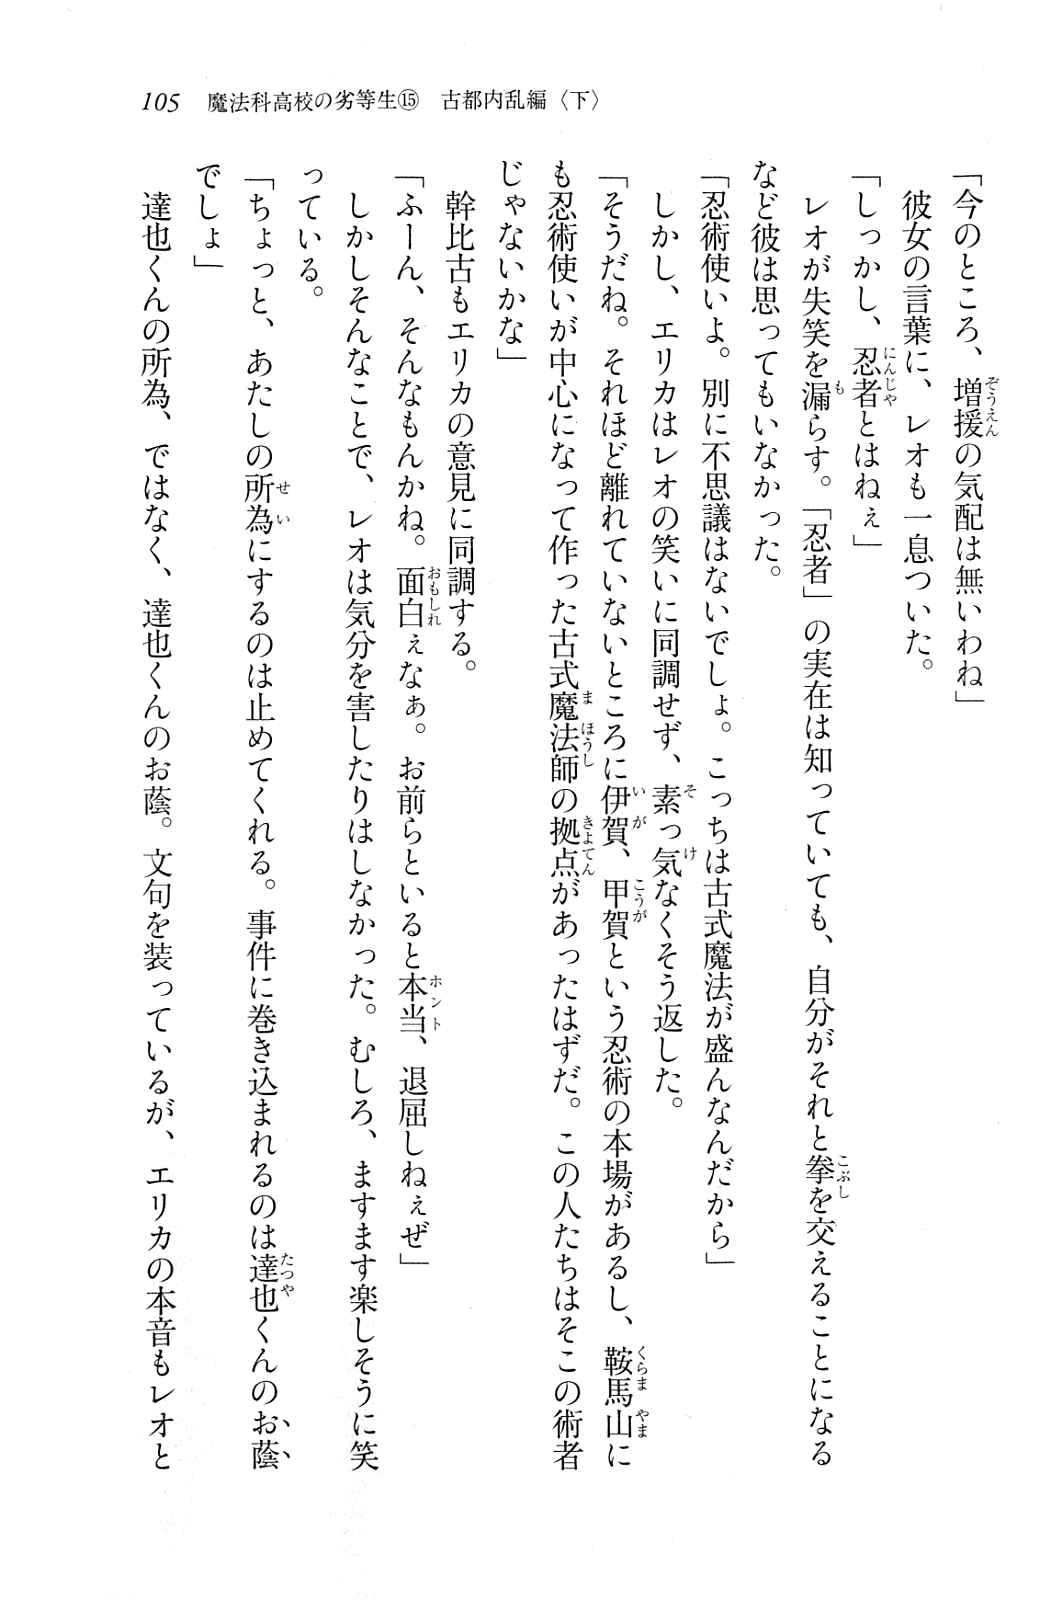 105　魔法科高校の劣等生⑮　古都内乱編〈下〉
「今のところ、増援の気配は無いわね」
　彼女の言葉に、レオも一息ついた。
「しっかし、忍者とはねぇ」
　レオが失笑を漏らす。「忍者」の実在は知っていても、自分がそれと拳を交えることになる
など彼は思ってもいなかった。
「忍術使いよ。別に不思議はないでしょ。こっちは古式魔法が盛んなんだから」
　しかし、エリカはレオの笑いに同調せず、素っ気なくそう返した。
「そうだね。それほど離れていないところに伊賀、甲賀という忍術の本場があるし、鞍馬山に
も忍術使いが中心になって作った古式魔法師の拠点があったはずだ。この人たちはそこの術者
じゃないかな」
　幹比古もエリカの意見に同調する。
「ふーん、そんなもんかね。面白ぇなぁ。お前らといると本当、退屈しねぇぜ」
　しかしそんなことで、レオは気分を害したりはしなかった。むしろ、ますます楽しそうに笑
っている。
「ちょっと、あたしの所為にするのは止めてくれる。事件に巻き込まれるのは達也くんのお蔭
でしょ」
　達也くんの所為、ではなく、達也くんのお蔭。文句を装っているが、エリカの本音もレオと